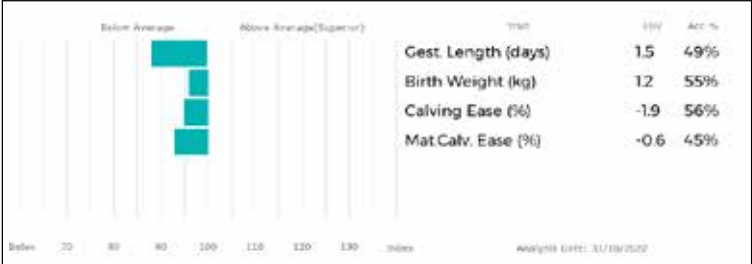 Below Average Above Average(Superior) Trait EBV Acc %
Gest. Length (days) 1.5 49%
Birth Weight (kg) 1.2 55%
Calving Ease (%) -1.9 56%
Mat.Calv. Ease (%) -0.6 45%
Index 70 80 90 100 110 120 130 Index Analysis Date: 31/10/2022